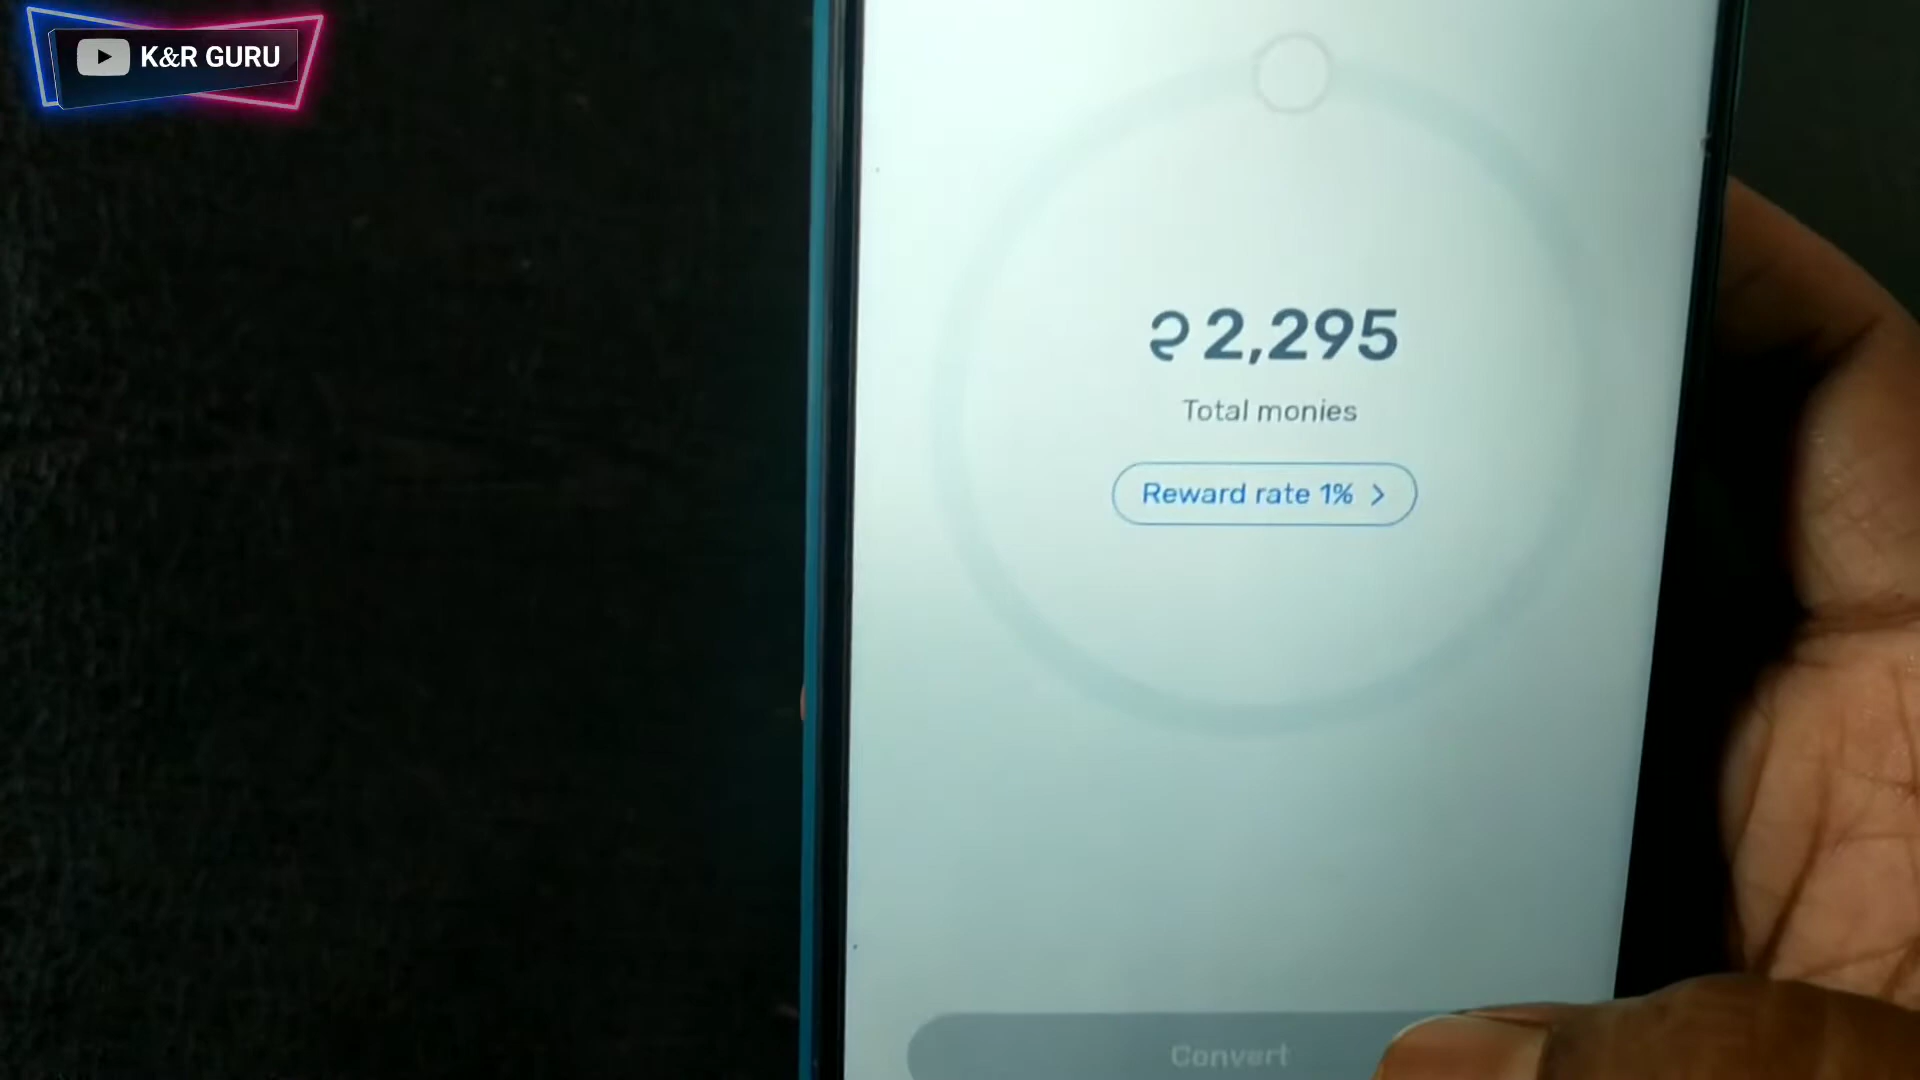 K&R GURU
2,295
Total monies
Reward rate 1% >
Convert